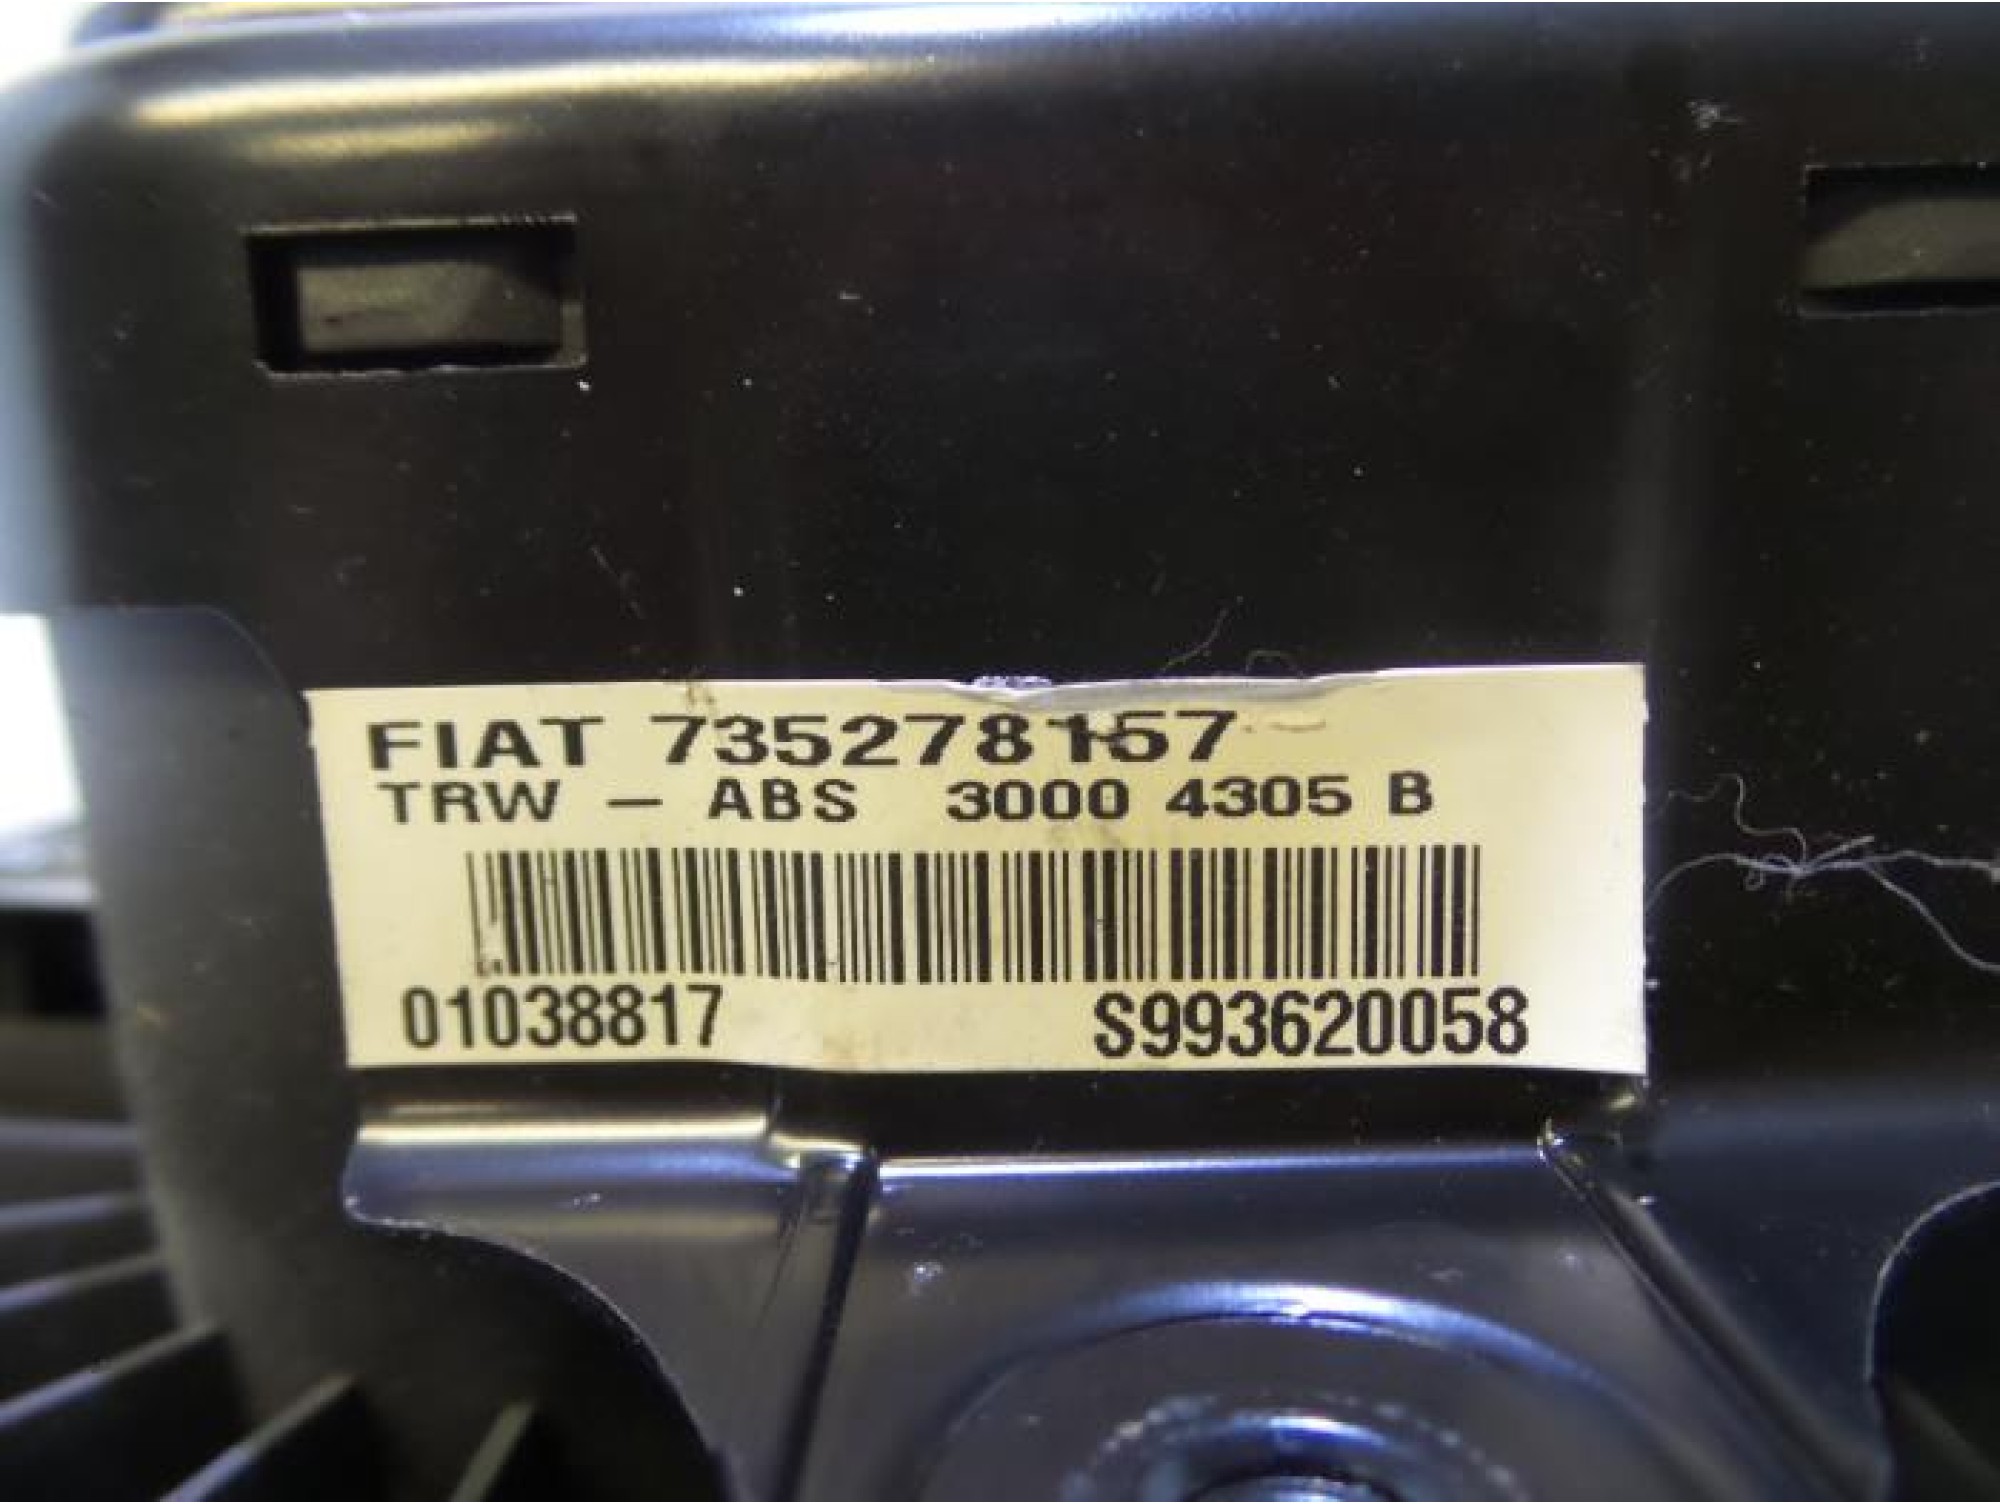 FIAT 735278157
TRW – ABS 3000 4305 B
01038817 S993620058